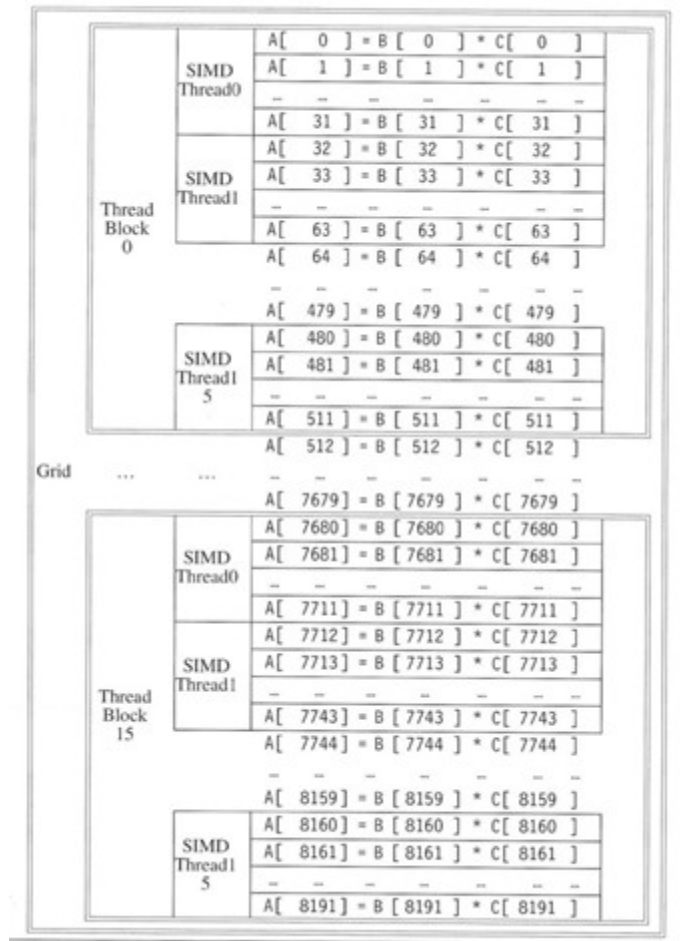 A[ 0 ] = B [ 0 ] * C[ 0 ]
SIMD
Thread0
A[ 1 ] = B [ 1 ] * C[ 1 ]
... ... ... ... ... ...
A[ 31 ] = B [ 31 ] * C[ 31 ]
SIMD
Thread1
A[ 32 ] = B [ 32 ] * C[ 32 ]
A[ 33 ] = B [ 33 ] * C[ 33 ]
... ... ... ... ... ...
Thread
Block
0
A[ 63 ] = B [ 63 ] * C[ 63 ]
A[ 64 ] = B [ 64 ] * C[ 64 ]
... ... ... ... ... ...
A[ 479 ] = B [ 479 ] * C[ 479 ]
SIMD
Thread1
5
A[ 480 ] = B [ 480 ] * C[ 480 ]
A[ 481 ] = B [ 481 ] * C[ 481 ]
... ... ... ... ... ...
A[ 511 ] = B [ 511 ] * C[ 511 ]
A[ 512 ] = B [ 512 ] * C[ 512 ]
Grid ... ... ... ... ... ... ... ...
A[ 7679] = B [ 7679 ] * C[ 7679 ]
SIMD
Thread0
A[ 7680] = B [ 7680 ] * C[ 7680 ]
A[ 7681] = B [ 7681 ] * C[ 7681 ]
... ... ... ... ... ...
A[ 7711] = B [ 7711 ] * C[ 7711 ]
SIMD
Thread1
A[ 7712] = B [ 7712 ] * C[ 7712 ]
A[ 7713] = B [ 7713 ] * C[ 7713 ]
... ... ... ... ... ...
Thread
Block
15
A[ 7743] = B [ 7743 ] * C[ 7743 ]
A[ 7744] = B [ 7744 ] * C[ 7744 ]
... ... ... ... ... ...
A[ 8159] = B [ 8159 ] * C[ 8159 ]
SIMD
Thread1
5
A[ 8160] = B [ 8160 ] * C[ 8160 ]
A[ 8161] = B [ 8161 ] * C[ 8161 ]
... ... ... ... ... ...
A[ 8191] = B [ 8191 ] * C[ 8191 ]